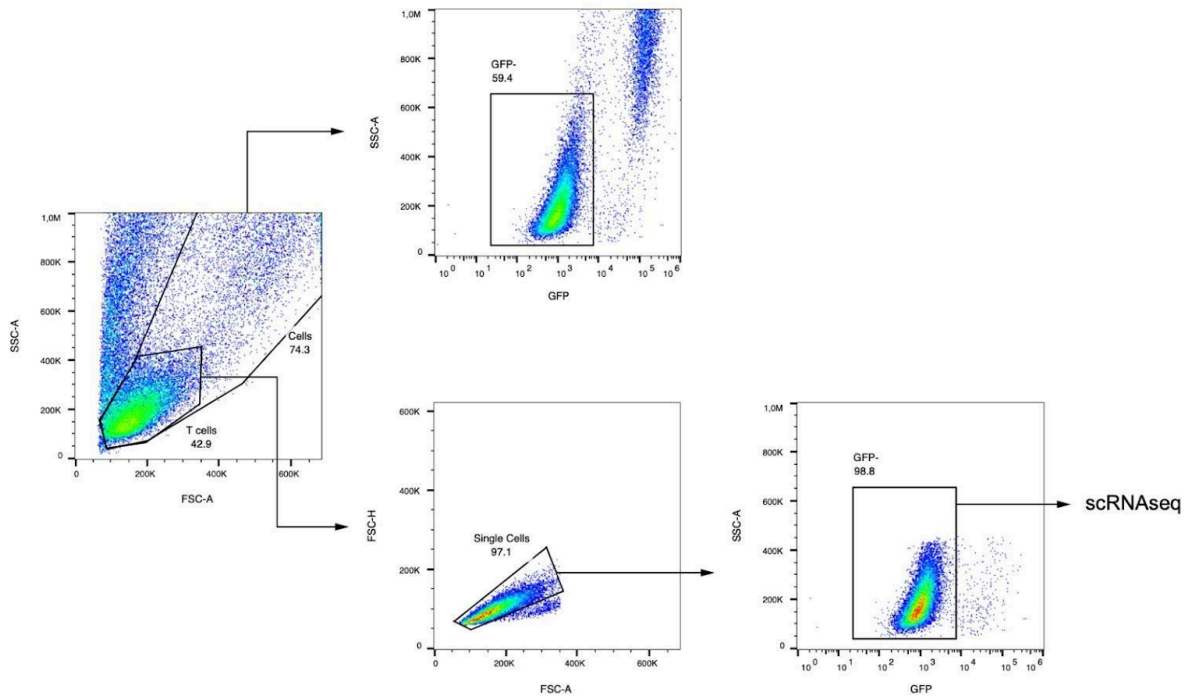 1,0M
800K
600K
400K
200K
0
SSC-A
GFP-
59.4
10^0 10^1 10^2 10^3 10^4 10^5 10^6
GFP
1,0M
800K
600K
400K
200K
0
SSC-A
Cells
74.3
T cells
42.9
0 200K 400K 600K
FSC-A
600K
400K
200K
0
FSC-H
Single Cells
97.1
0 200K 400K 600K
FSC-A
1,0M
800K
600K
400K
200K
0
SSC-A
GFP-
98.8
10^0 10^1 10^2 10^3 10^4 10^5 10^6
GFP
scRNAseq